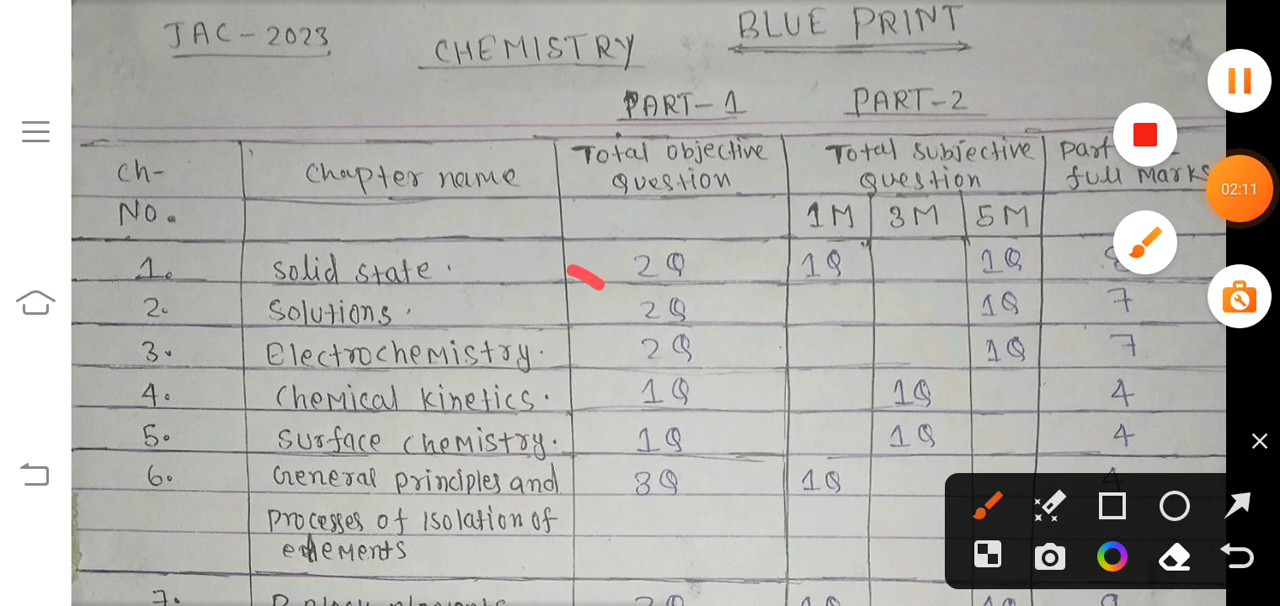 JAC-2023
CHEMISTRY
BLUE PRINT
PART-1
PART-2
Ch-
No.
Chapter name
Total objective
question
Total subjective
question
Part
full Marks
1M
3M
5M
1. Solid state. 2Q 1Q 1Q
2. Solutions. 2Q 1Q 7
3. Electrochemistry. 2Q 1Q 7
4. Chemical kinetics. 1Q 1Q 4
5. Surface chemistry. 1Q 1Q 4
6. General principles and 3Q 1Q
Processes of isolation of
elements
7.
02:11